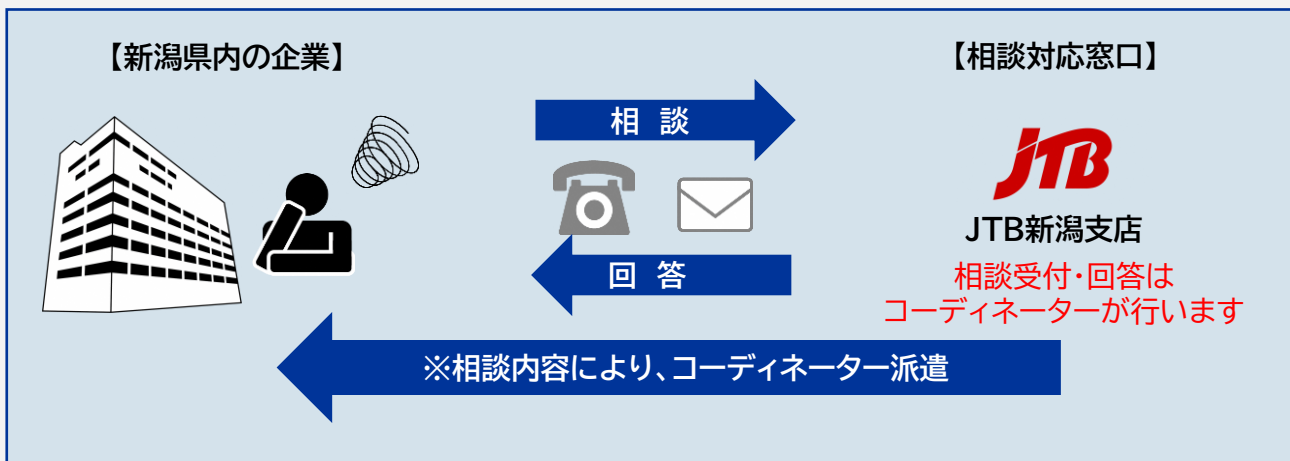 【新潟県内の企業】
【相談対応窓口】
相 談
JTB
JTB新潟支店
回 答
相談受付・回答は
コーディネーターが行います
※相談内容により、コーディネーター派遣